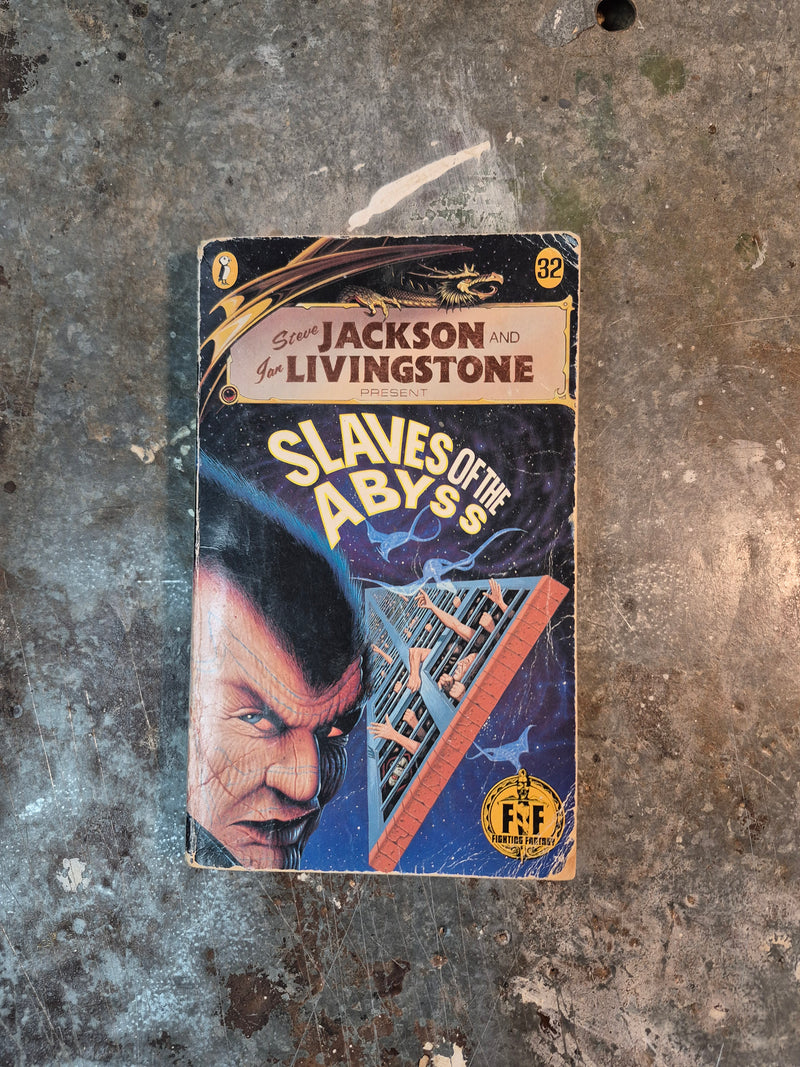 32
Steve JACKSON AND
Ian LIVINGSTONE
PRESENT
SLAVES OF THE
ABYSS
FF
FIGHTING FANTASY